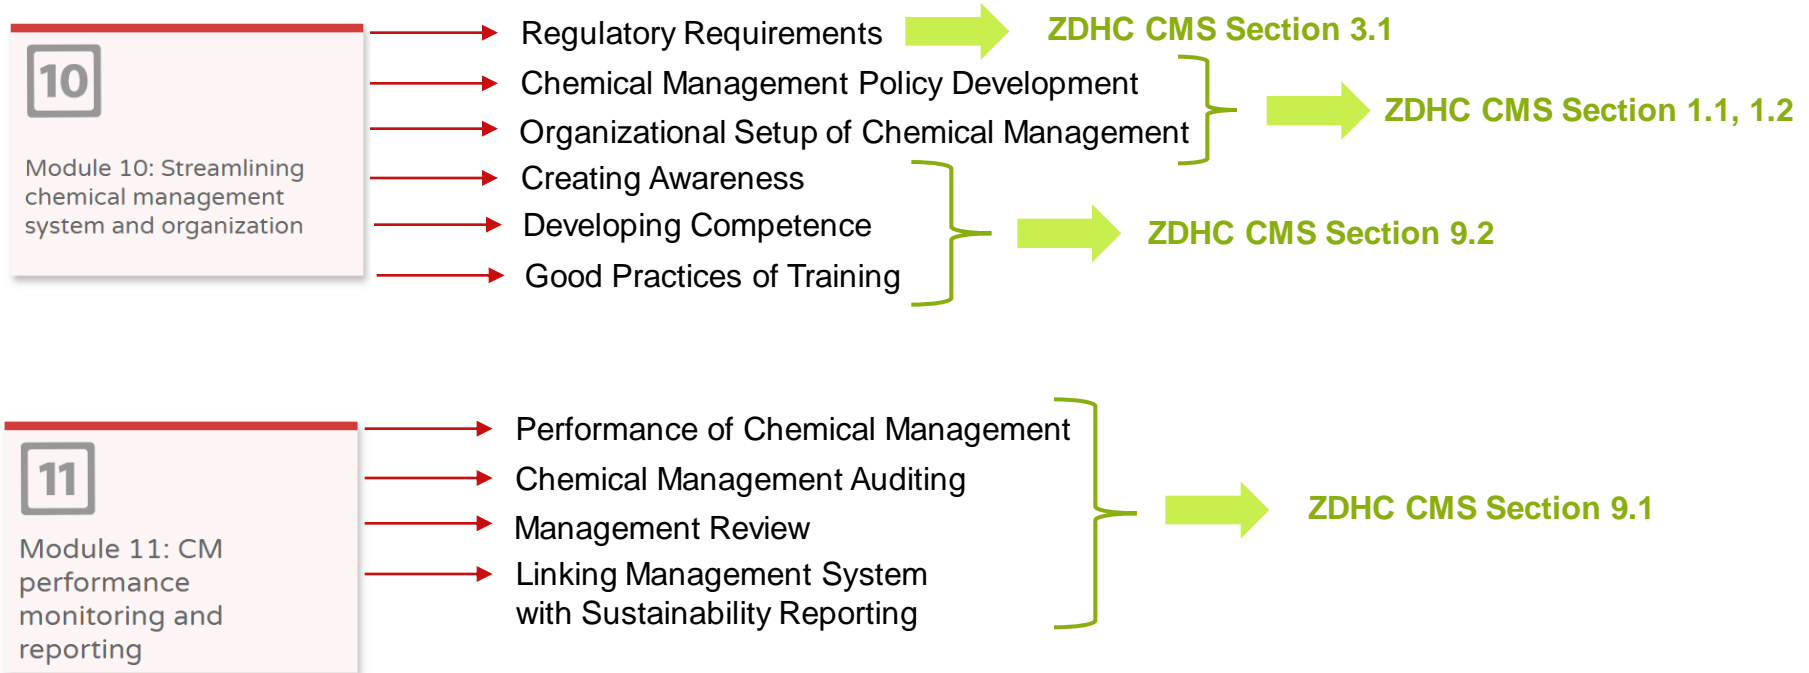 10
Module 10: Streamlining
chemical management
system and organization
Regulatory Requirements
ZDHC CMS Section 3.1
Chemical Management Policy Development
Organizational Setup of Chemical Management
ZDHC CMS Section 1.1, 1.2
Creating Awareness
Developing Competence
Good Practices of Training
ZDHC CMS Section 9.2
11
Module 11: CM
performance
monitoring and
reporting
Performance of Chemical Management
Chemical Management Auditing
Management Review
Linking Management System
with Sustainability Reporting
ZDHC CMS Section 9.1